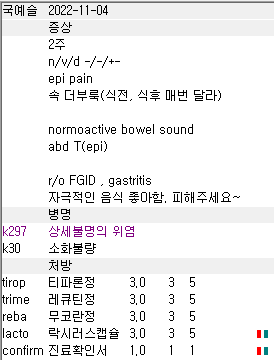 국예슬 2022-11-04
증상
2주
n/v/d -/-/+-
epi pain
속 더부룩(식전, 식후 매번 달라)
normoactive bowel sound
abd T(epi)
r/o FGID , gastritis
자극적인 음식 좋아함, 피해주세요~
병명
k297 상세불명의 위염
k30 소화불량
처방
tirop 티파론정 3.0 3 5
trime 레큐틴정 3.0 3 5
reba 무코란정 3.0 3 5
lacto 락시러스캡슐 3.0 3 5
confirm 진료확인서 1.0 1 1